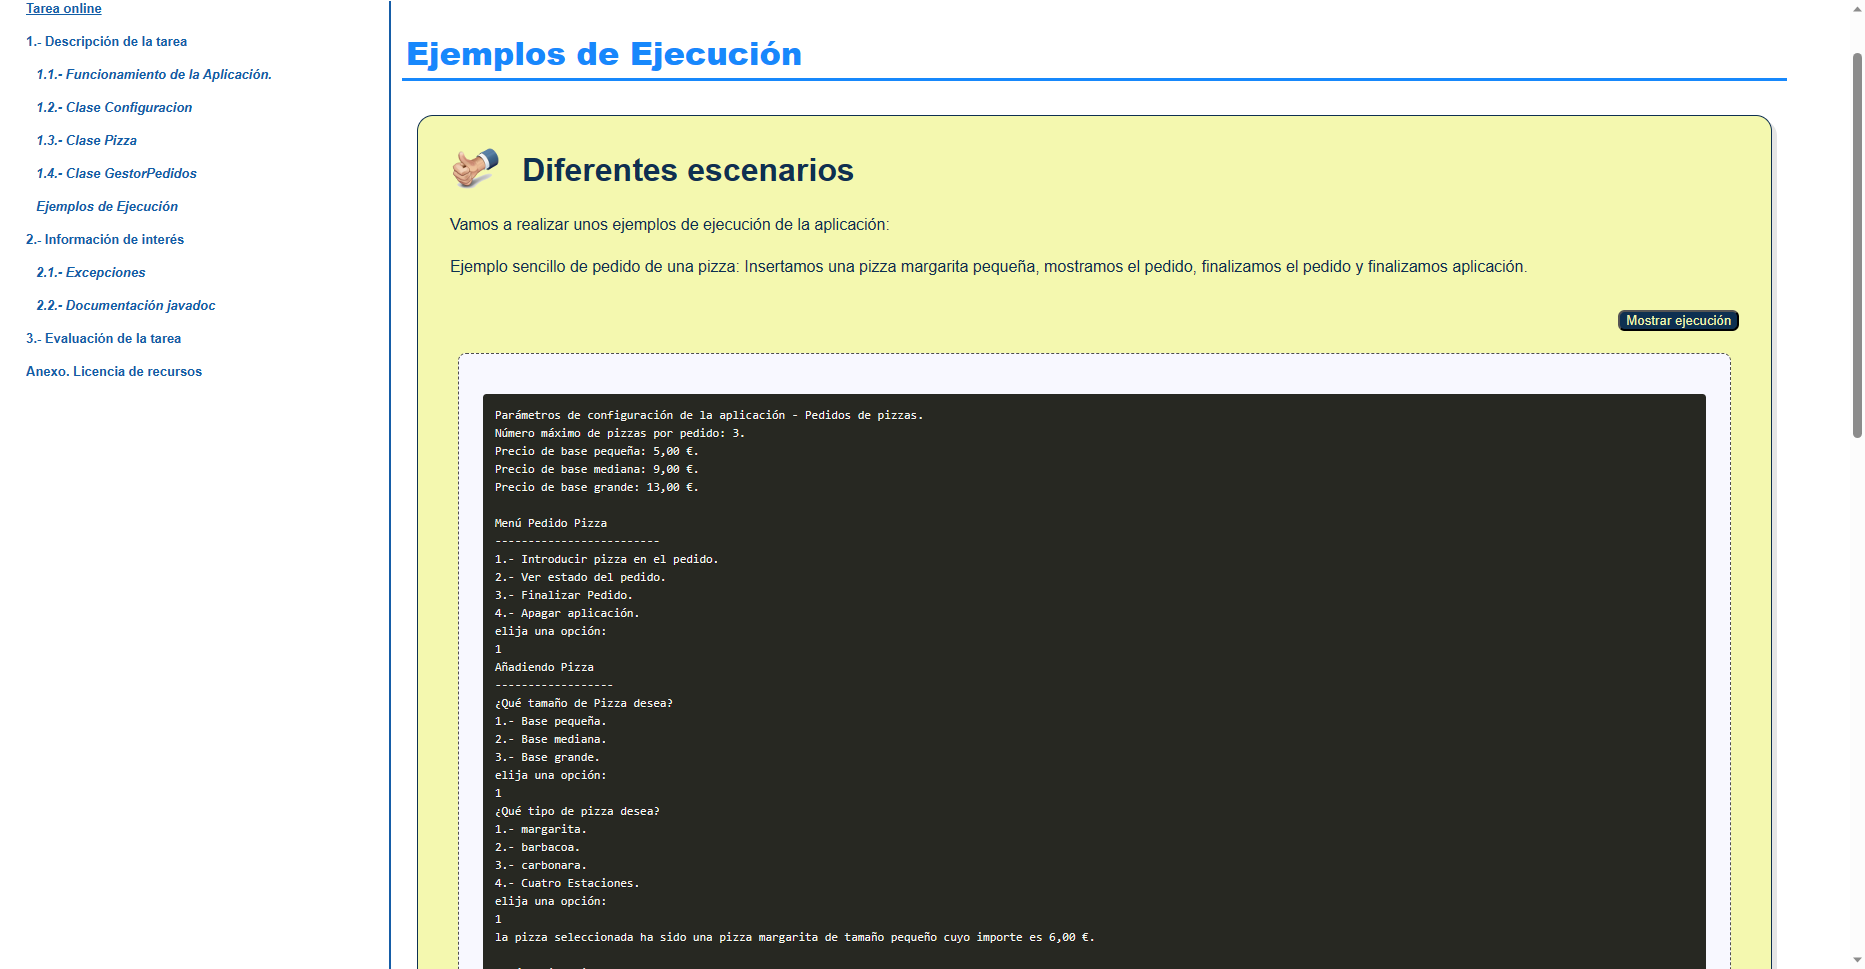 Tarea online
1.- Descripción de la tarea
1.1.- Funcionamiento de la Aplicación.
1.2.- Clase Configuracion
1.3.- Clase Pizza
1.4.- Clase GestorPedidos
Ejemplos de Ejecución
2.- Información de interés
2.1.- Excepciones
2.2.- Documentación javadoc
3.- Evaluación de la tarea
Anexo. Licencia de recursos
Ejemplos de Ejecución
Diferentes escenarios
Vamos a realizar unos ejemplos de ejecución de la aplicación:
Ejemplo sencillo de pedido de una pizza: Insertamos una pizza margarita pequeña, mostramos el pedido, finalizamos el pedido y finalizamos aplicación.
Mostrar ejecución
Parámetros de configuración de la aplicación - Pedidos de pizzas.
Número máximo de pizzas por pedido: 3.
Precio de base pequeña: 5,00 €.
Precio de base mediana: 9,00 €.
Precio de base grande: 13,00 €.
Menú Pedido Pizza
-------------------------
1.- Introducir pizza en el pedido.
2.- Ver estado del pedido.
3.- Finalizar Pedido.
4.- Apagar aplicación.
elija una opción:
1
Añadiendo Pizza
------------------
¿Qué tamaño de Pizza desea?
1.- Base pequeña.
2.- Base mediana.
3.- Base grande.
elija una opción:
1
¿Qué tipo de pizza desea?
1.- margarita.
2.- barbacoa.
3.- carbonara.
4.- Cuatro Estaciones.
elija una opción:
1
la pizza seleccionada ha sido una pizza margarita de tamaño pequeño cuyo importe es 6,00 €.